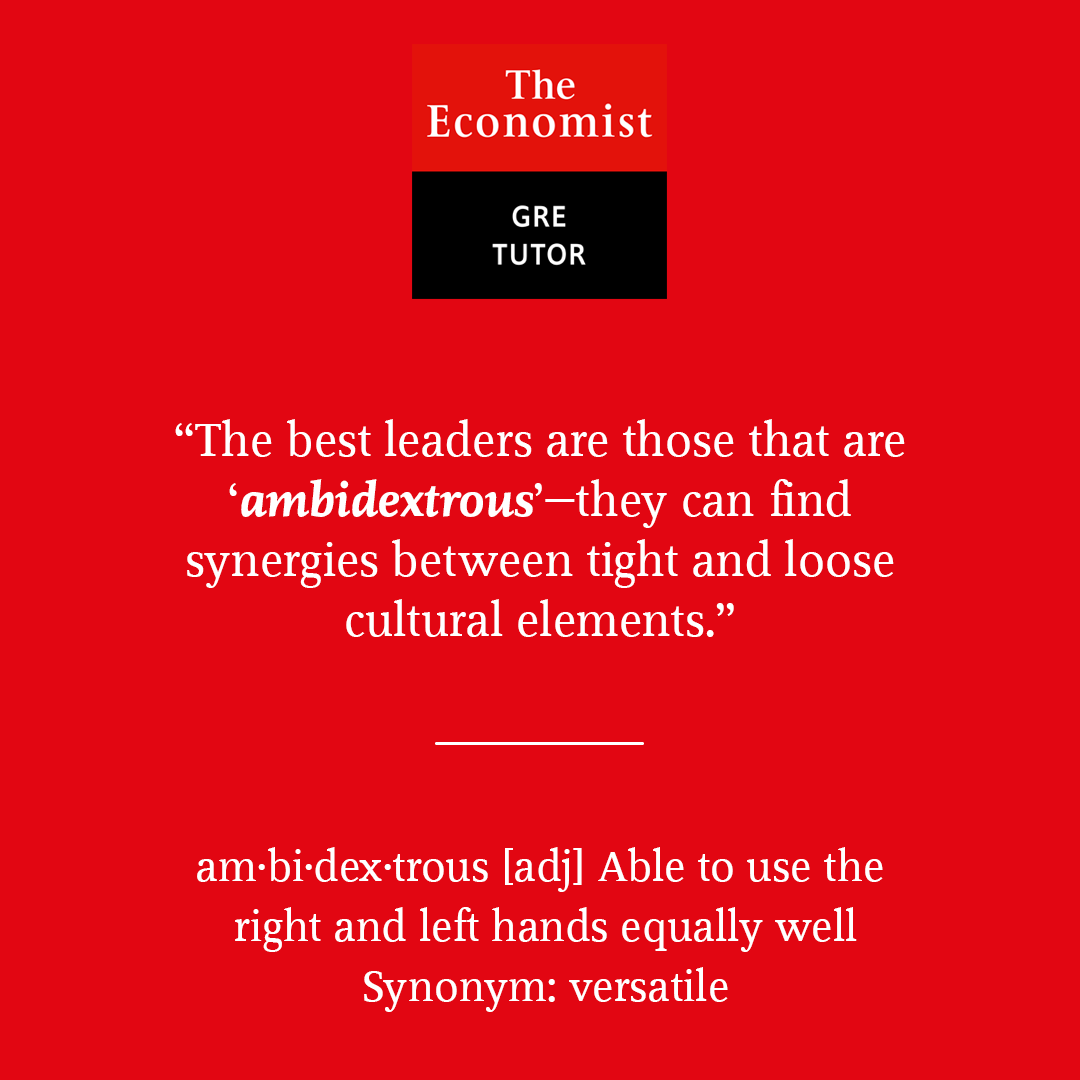 The
Economist
GRE
TUTOR
“The best leaders are those that are
‘ambidextrous’—they can find
synergies between tight and loose
cultural elements.”
am·bi·dex·trous [adj] Able to use the
right and left hands equally well
Synonym: versatile